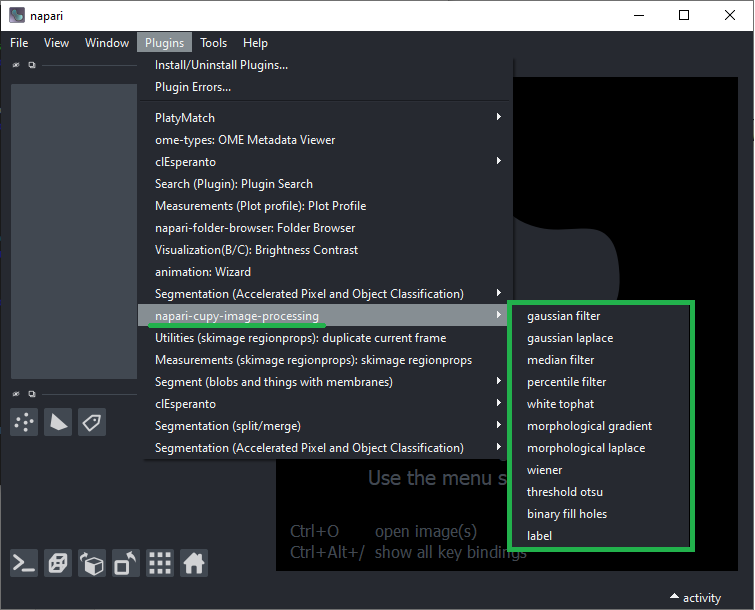 napari
File View Window Plugins Tools Help
Install/Uninstall Plugins...
Plugin Errors...
PlatyMatch
ome-types: OME Metadata Viewer
clEsperanto
Search (Plugin): Plugin Search
Measurements (Plot profile): Plot Profile
napari-folder-browser: Folder Browser
Visualization(B/C): Brightness Contrast
animation: Wizard
Segmentation (Accelerated Pixel and Object Classification)
napari-cupy-image-processing
Utilities (skimage regionprops): duplicate current frame
Measurements (skimage regionprops): skimage regionprops
Segment (blobs and things with membranes)
clEsperanto
Segmentation (split/merge)
Segmentation (Accelerated Pixel and Object Classification)
gaussian filter
gaussian laplace
median filter
percentile filter
white tophat
morphological gradient
morphological laplace
wiener
threshold otsu
binary fill holes
label
Use the menu s
Ctrl+O open image(s)
Ctrl+Alt+/ show all key bindings
activity